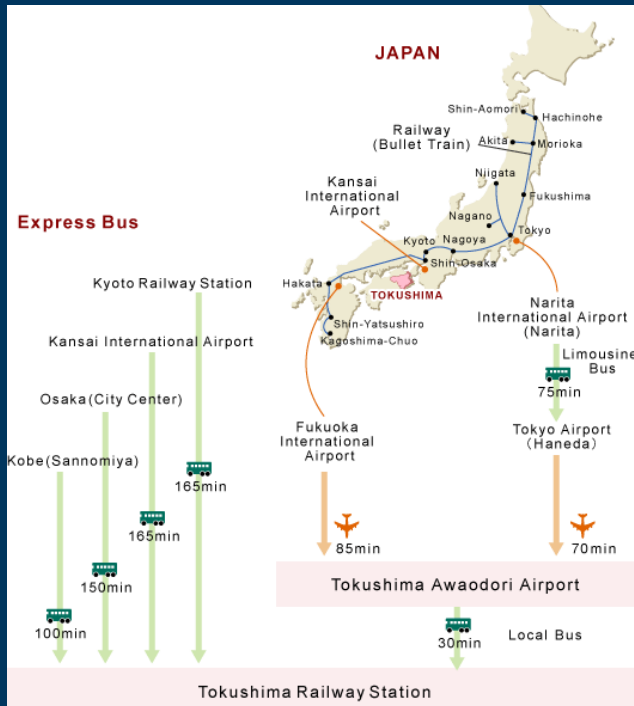 JAPAN
Shin-Aomori
Hachinohe
Railway
(Bullet Train)
Akita
Morioka
Niigata
Kansai
International
Airport
Fukushima
Nagano
Express Bus
Tokyo
Kyoto
Nagoya
Shin-Osaka
Kyoto Railway Station
Hakata
TOKUSHIMA
Narita
International Airport
(Narita)
Shin-Yatsushiro
Kagoshima-Chuo
Kansai International Airport
Limousine
Bus
75min
Osaka(City Center)
Fukuoka
International
Airport
Tokyo Airport
(Haneda)
Kobe(Sannomiya)
165min
165min
85min
70min
150min
Tokushima Awaodori Airport
100min
30min
Local Bus
Tokushima Railway Station